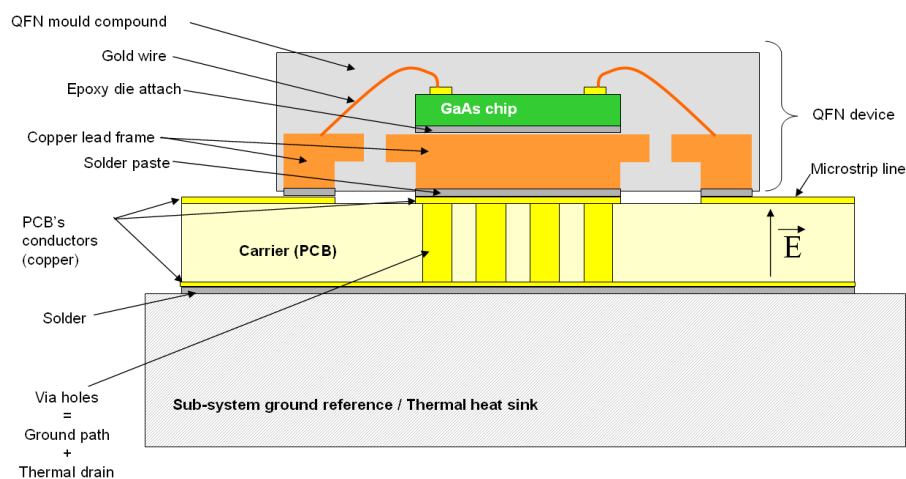 QFN mould compound
Gold wire
Epoxy die attach
GaAs chip
QFN device
Copper lead frame
Solder paste
Microstrip line
PCB's
conductors
(copper)
Carrier (PCB)
E
Solder
Via holes
=
Ground path
+
Thermal drain
Sub-system ground reference / Thermal heat sink